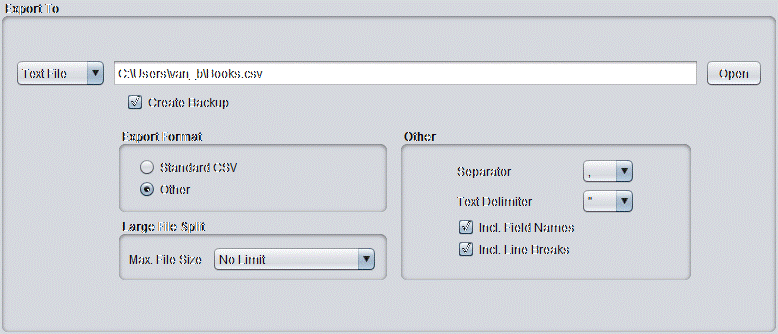 Export To
Text File
C:\Users\vanj.b\Books.csv
Open
Create Backup
Export Format
Standard CSV
Other
Large File Split
Max. File Size No Limit
Other
Separator ,
Text Delimiter "
Incl. Field Names
Incl. Line Breaks